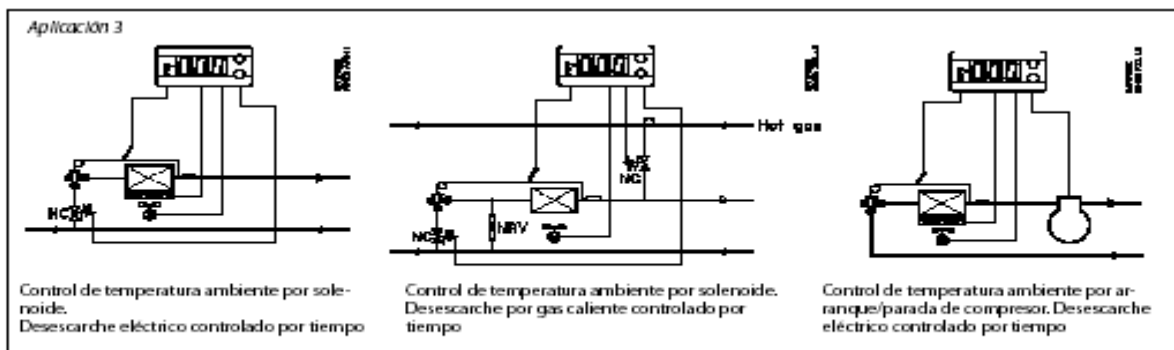 Aplicación 3
Hot gas
NC
NC
NC
NRV
Control de temperatura ambiente por sole-
noide.
Desescarche eléctrico controlado por tiempo
Control de temperatura ambiente por solenoide.
Desescarche por gas caliente controlado por
tiempo
Control de temperatura ambiente por ar-
ranque/parada de compresor. Desescarche
eléctrico controlado por tiempo